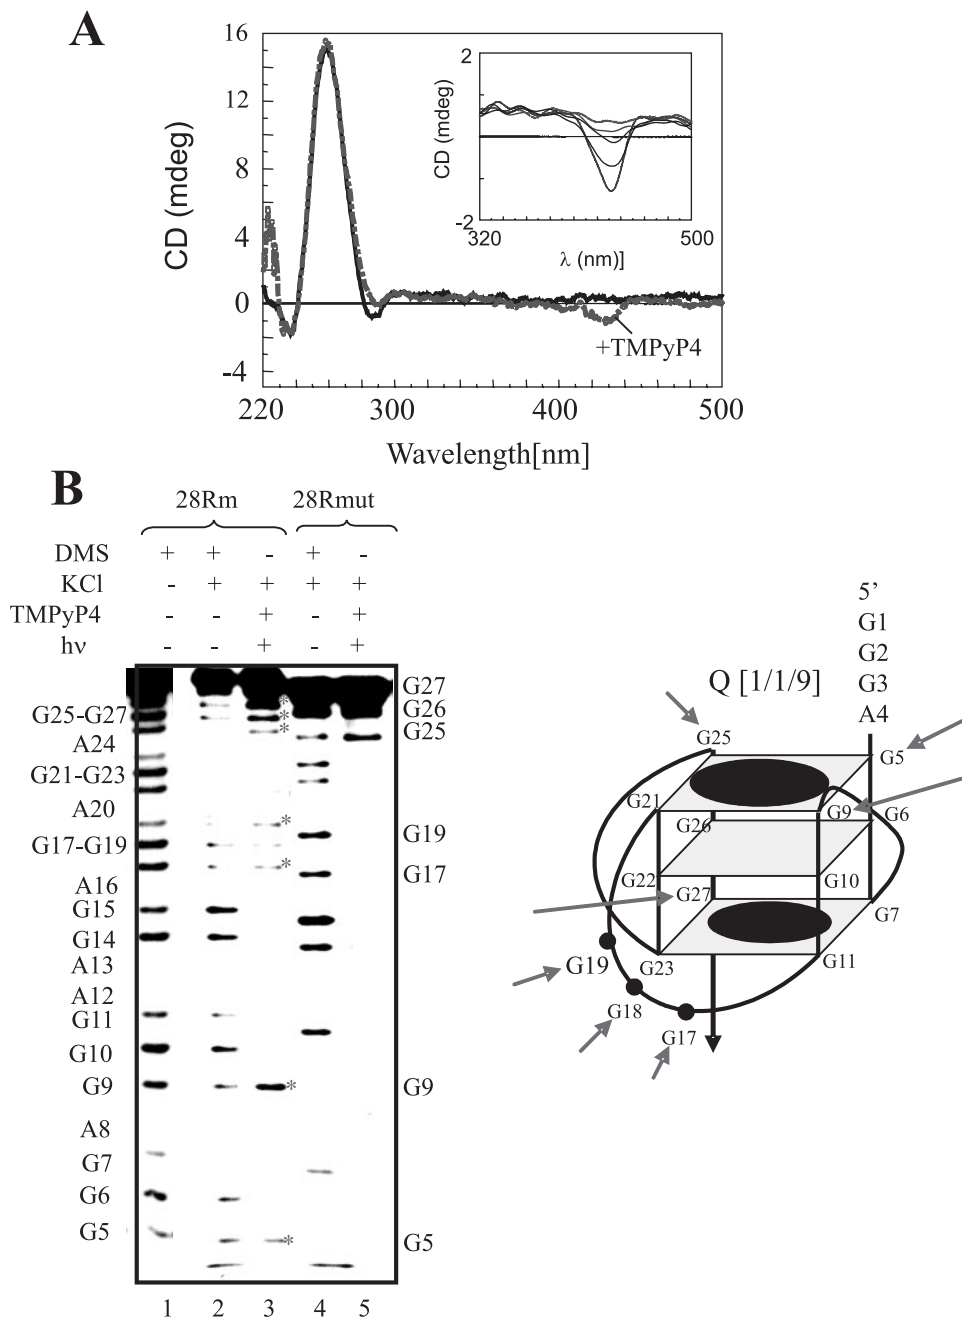 A
CD (mdeg)
16
12
8
4
0
-4
220
300
400
500
Wavelength[nm]
+TMPyP4
CD (mdeg)
2
-2
320
500
λ (nm)]
B
28Rm
28Rmut
DMS + + - + -
KCl - + + + +
TMPyP4 - - + - +
hν - - + - +
G25-G27
A24
G21-G23
A20
G17-G19
A16
G15
G14
A13
A12
G11
G10
G9
A8
G7
G6
G5
*
*
*
*
*
*
*
G27
G26
G25
G19
G17
G9
G5
1 2 3 4 5
5’
G1
G2
G3
A4
Q [1/1/9]
G25
G5
G21
G9
G6
G26
G22
G10
G27
G7
G19
G23
G11
G18
G17